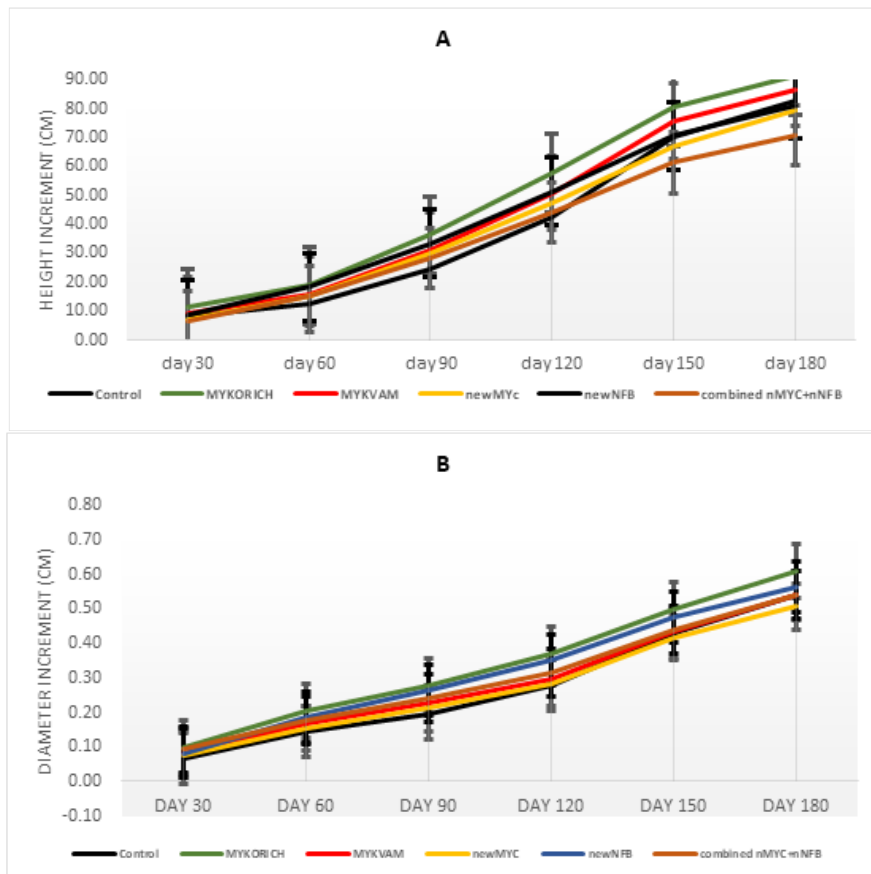 A
HEIGHT INCREMENT (CM)
90.00
80.00
70.00
60.00
50.00
40.00
30.00
20.00
10.00
0.00
day 30 day 60 day 90 day 120 day 150 day 180
Control MYKORICH MYKVAM newMYc newNFB combined nMYC+nNFB
B
DIAMETER INCREMENT (CM)
0.80
0.70
0.60
0.50
0.40
0.30
0.20
0.10
0.00
-0.10
DAY 30 DAY 60 DAY 90 DAY 120 DAY 150 DAY 180
Control MYKORICH MYKVAM newMYC newNFB combined nMYC+nNFB